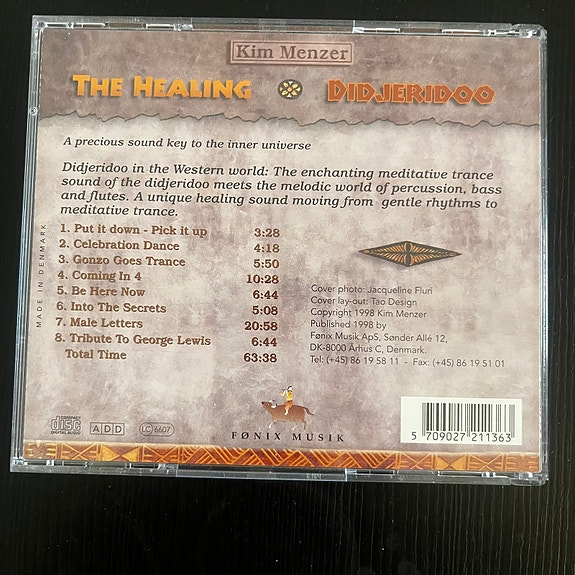 Kim Menzer
THE HEALING DIDJERIDOO
A precious sound key to the inner universe
Didjeridoo in the Western world: The enchanting meditative trance
sound of the didjeridoo meets the melodic world of percussion, bass
and flutes. A unique healing sound moving from gentle rhythms to
meditative trance.
1. Put it down - Pick it up 3:28
2. Celebration Dance 4:18
3. Gonzo Goes Trance 5:50
4. Coming In 4 10:28
5. Be Here Now 6:44
6. Into The Secrets 5:08
7. Male Letters 20:58
8. Tribute To George Lewis 6:44
Total Time 63:38
MADE IN DENMARK
Cover photo: Jacqueline Fluri
Cover lay-out: Tao Design
Copyright 1998 Kim Menzer
Published 1998 by
Fønix Musik ApS, Sønder Allé 12,
DK-8000 Århus C, Denmark.
Tel: (+45) 86 19 58 11 - Fax: (+45) 86 19 51 01
COMPACT
disc
DIGITAL AUDIO
ADD
LC 6607
FØNIX MUSIK
5 709027 211363